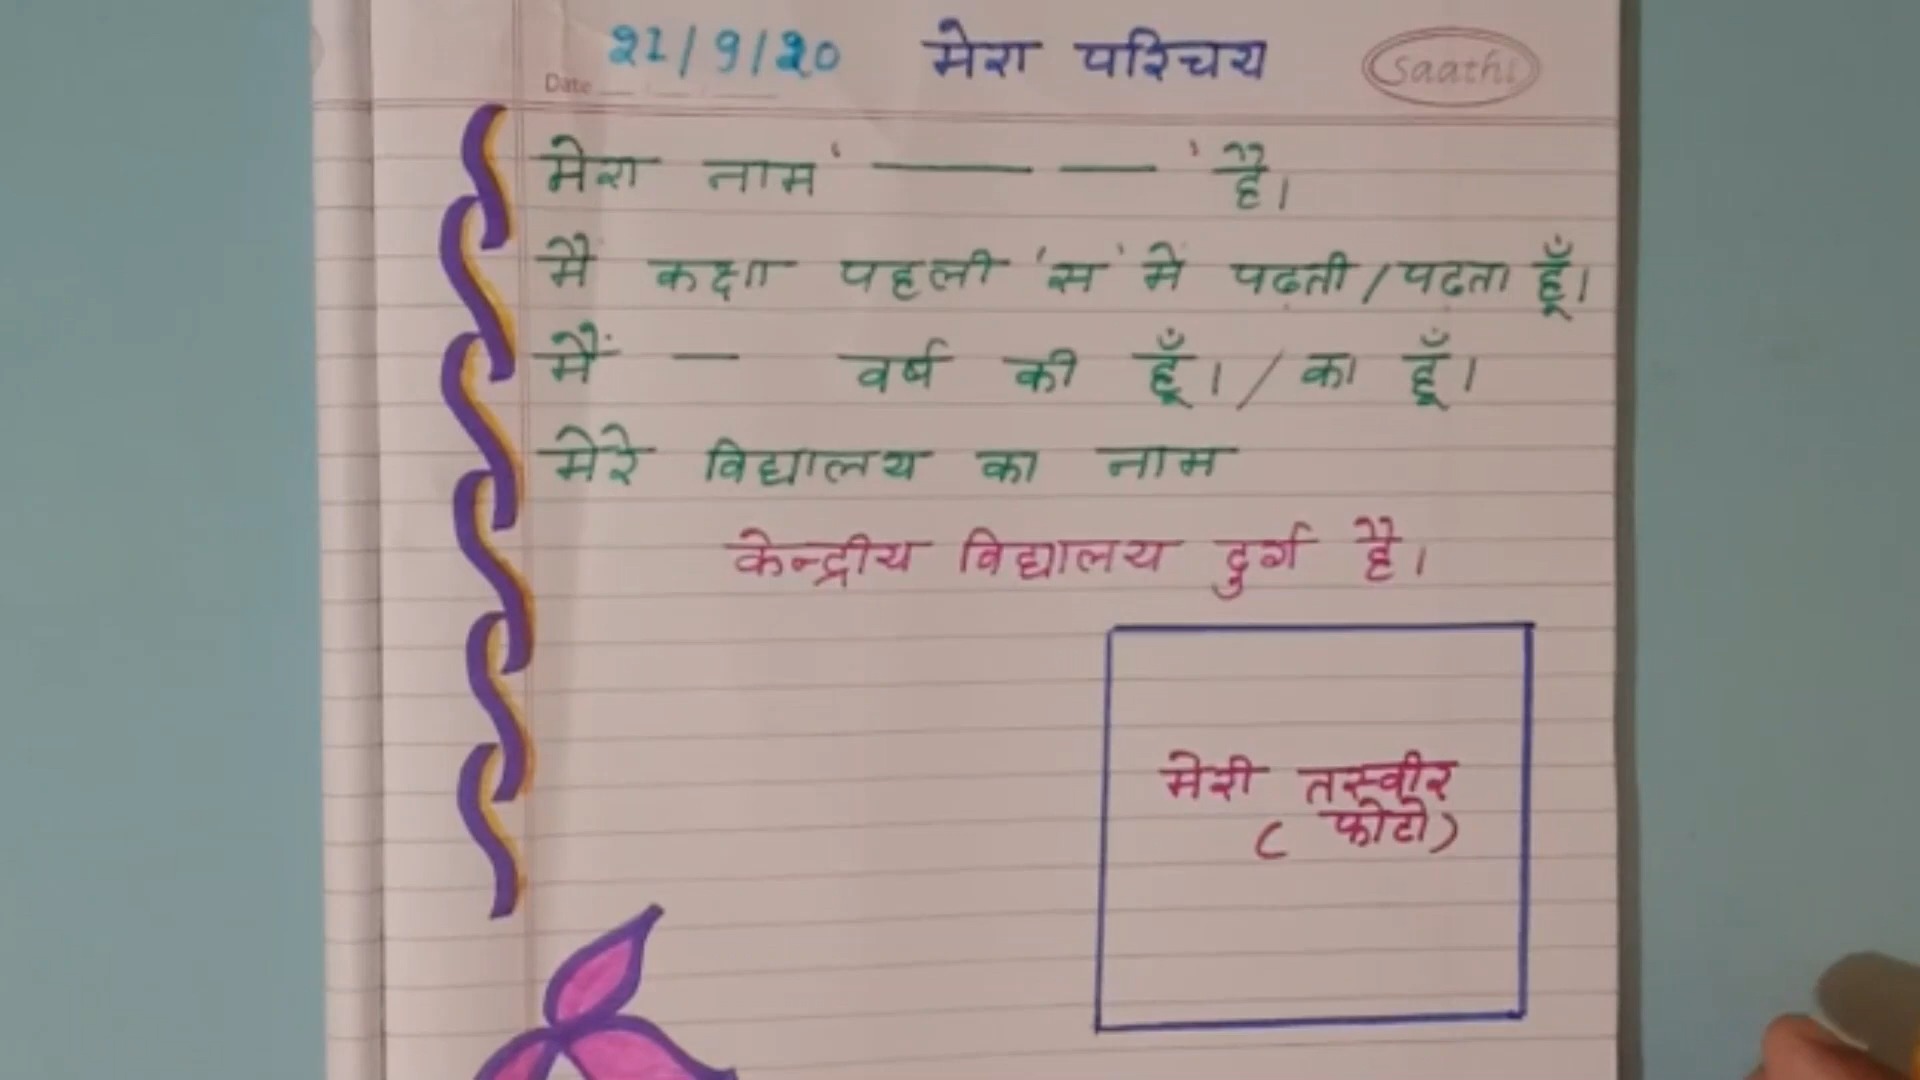 21/9/20 मेरा परिचय Saathi
Date
मेरा नाम ' —— — ' है।
मैं कक्षा पहली 'स' में पढती/पढता हूँ।
मैं — वर्ष की हूँ। / का हूँ।
मेरे विद्यालय का नाम
केन्द्रीय विद्यालय दुर्ग है।
मेरी तस्वीर
( फोटो)